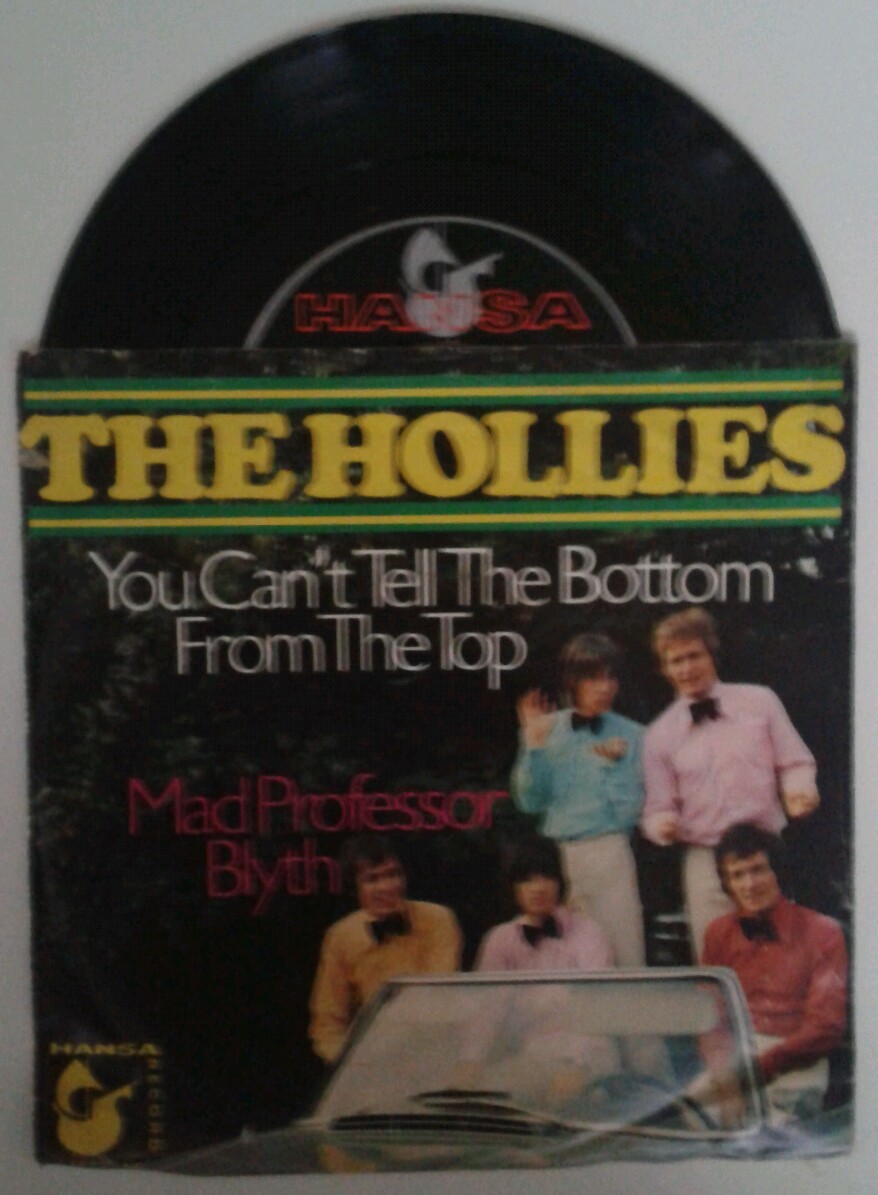 HANSA
THE HOLLIES
You Can't Tell The Bottom
From The Top
Mad Professor
Blyth
HANSA
RECORD